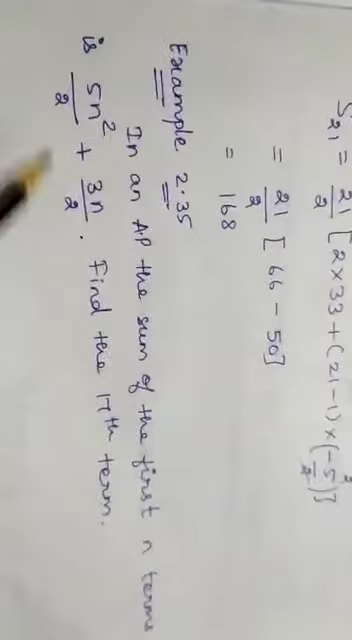 S21 = 21/2 [2×33+(21-1)×(-5/2)]
= 21/2 [66-50]
= 168
Example 2.35
In an A.P the sum of the first n terms
is 5n²/2 + 3n/2. Find the 17th term.